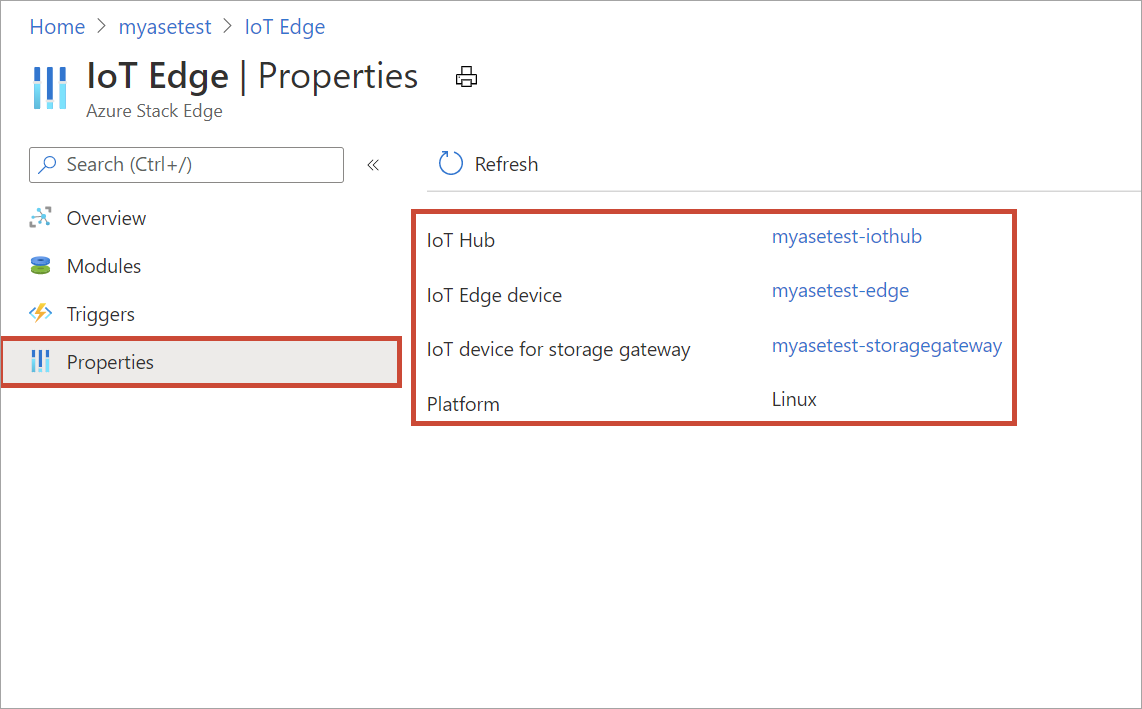 Home > myasetest > IoT Edge
IoT Edge | Properties
Azure Stack Edge
Search (Ctrl+/)
«
Refresh
Overview
Modules
Triggers
Properties
IoT Hub myasetest-iothub
IoT Edge device myasetest-edge
IoT device for storage gateway myasetest-storagegateway
Platform Linux